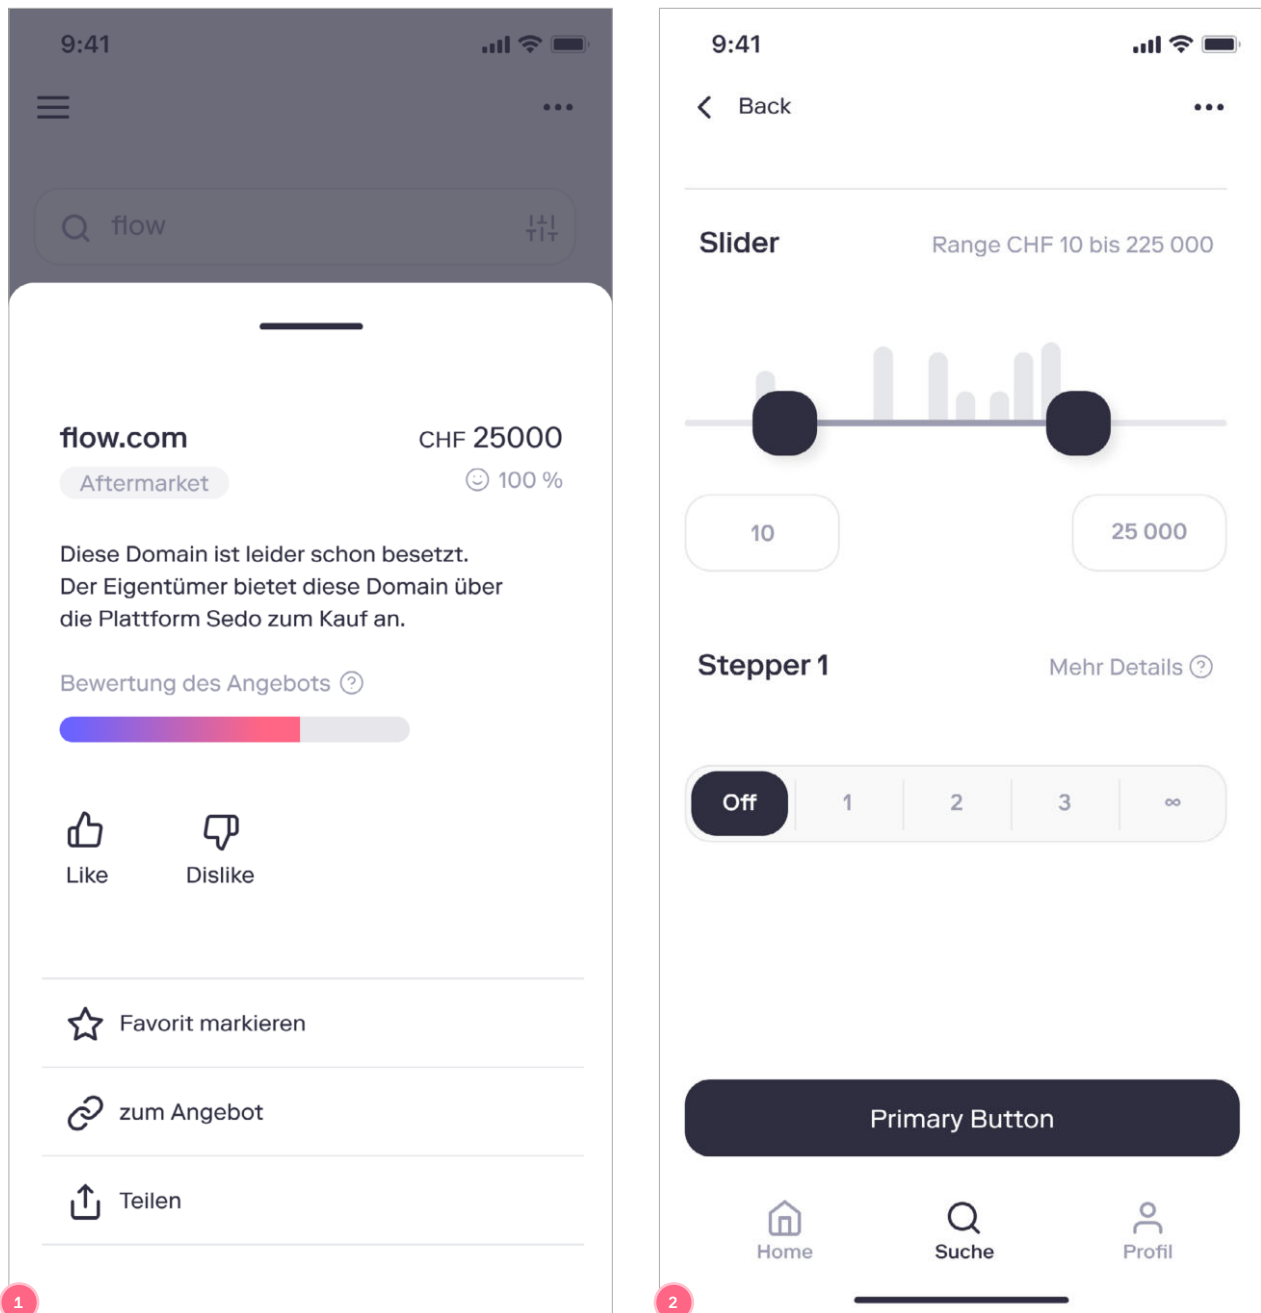 9:41
flow
flow.com
CHF 25000
Aftermarket
100 %
Diese Domain ist leider schon besetzt.
Der Eigentümer bietet diese Domain über
die Plattform Sedo zum Kauf an.
Bewertung des Angebots ?
Like
Dislike
Favorit markieren
zum Angebot
Teilen
1
9:41
Back
Slider
Range CHF 10 bis 225 000
10
25 000
Stepper 1
Mehr Details ?
Off 1 2 3 ∞
Primary Button
Home
Suche
Profil
2